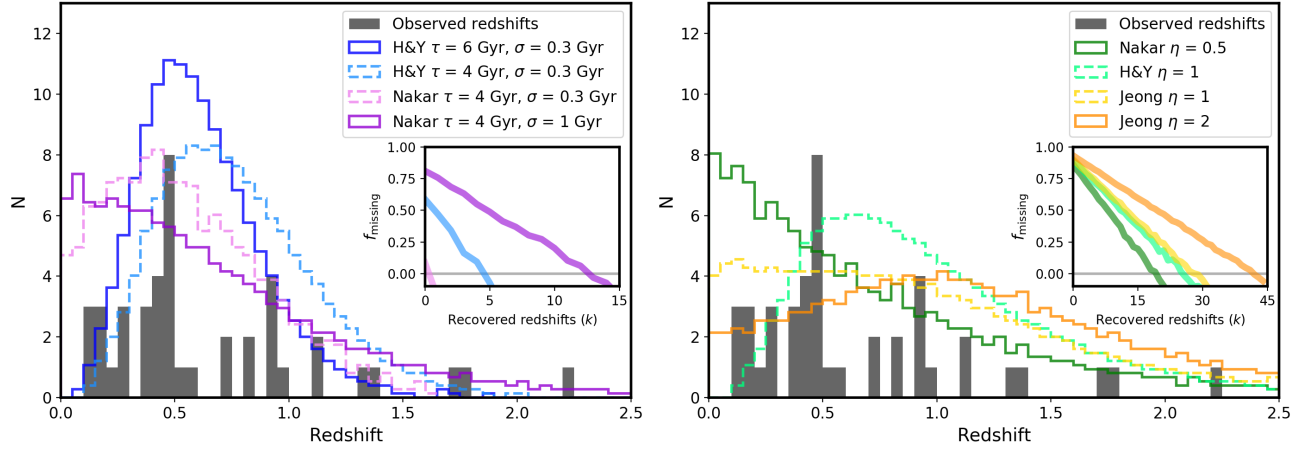 Observed redshifts
H&Y τ = 6 Gyr, σ = 0.3 Gyr
H&Y τ = 4 Gyr, σ = 0.3 Gyr
Nakar τ = 4 Gyr, σ = 0.3 Gyr
Nakar τ = 4 Gyr, σ = 1 Gyr
N
12
10
8
6
4
2
0
0.0 0.5 1.0 1.5 2.0 2.5
Redshift
f_missing
1.00
0.75
0.50
0.25
0.00
0 5 10 15
Recovered redshifts (k)
Observed redshifts
Nakar η = 0.5
H&Y η = 1
Jeong η = 1
Jeong η = 2
N
12
10
8
6
4
2
0
0.0 0.5 1.0 1.5 2.0 2.5
Redshift
f_missing
1.00
0.75
0.50
0.25
0.00
0 15 30 45
Recovered redshifts (k)